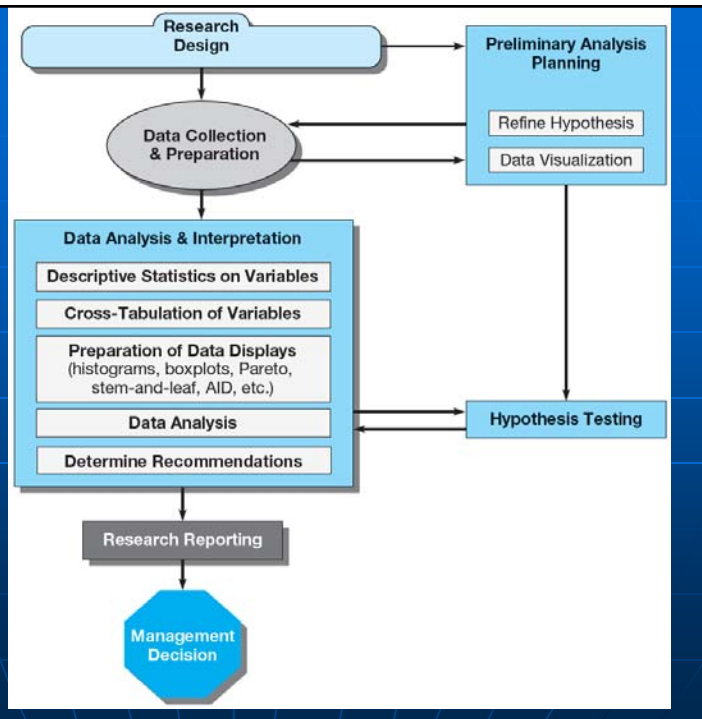 Research
Design
Preliminary Analysis
Planning
Refine Hypothesis
Data Visualization
Data Collection
& Preparation
Data Analysis & Interpretation
Descriptive Statistics on Variables
Cross-Tabulation of Variables
Preparation of Data Displays
(histograms, boxplots, Pareto,
stem-and-leaf, AID, etc.)
Data Analysis
Determine Recommendations
Hypothesis Testing
Research Reporting
Management
Decision